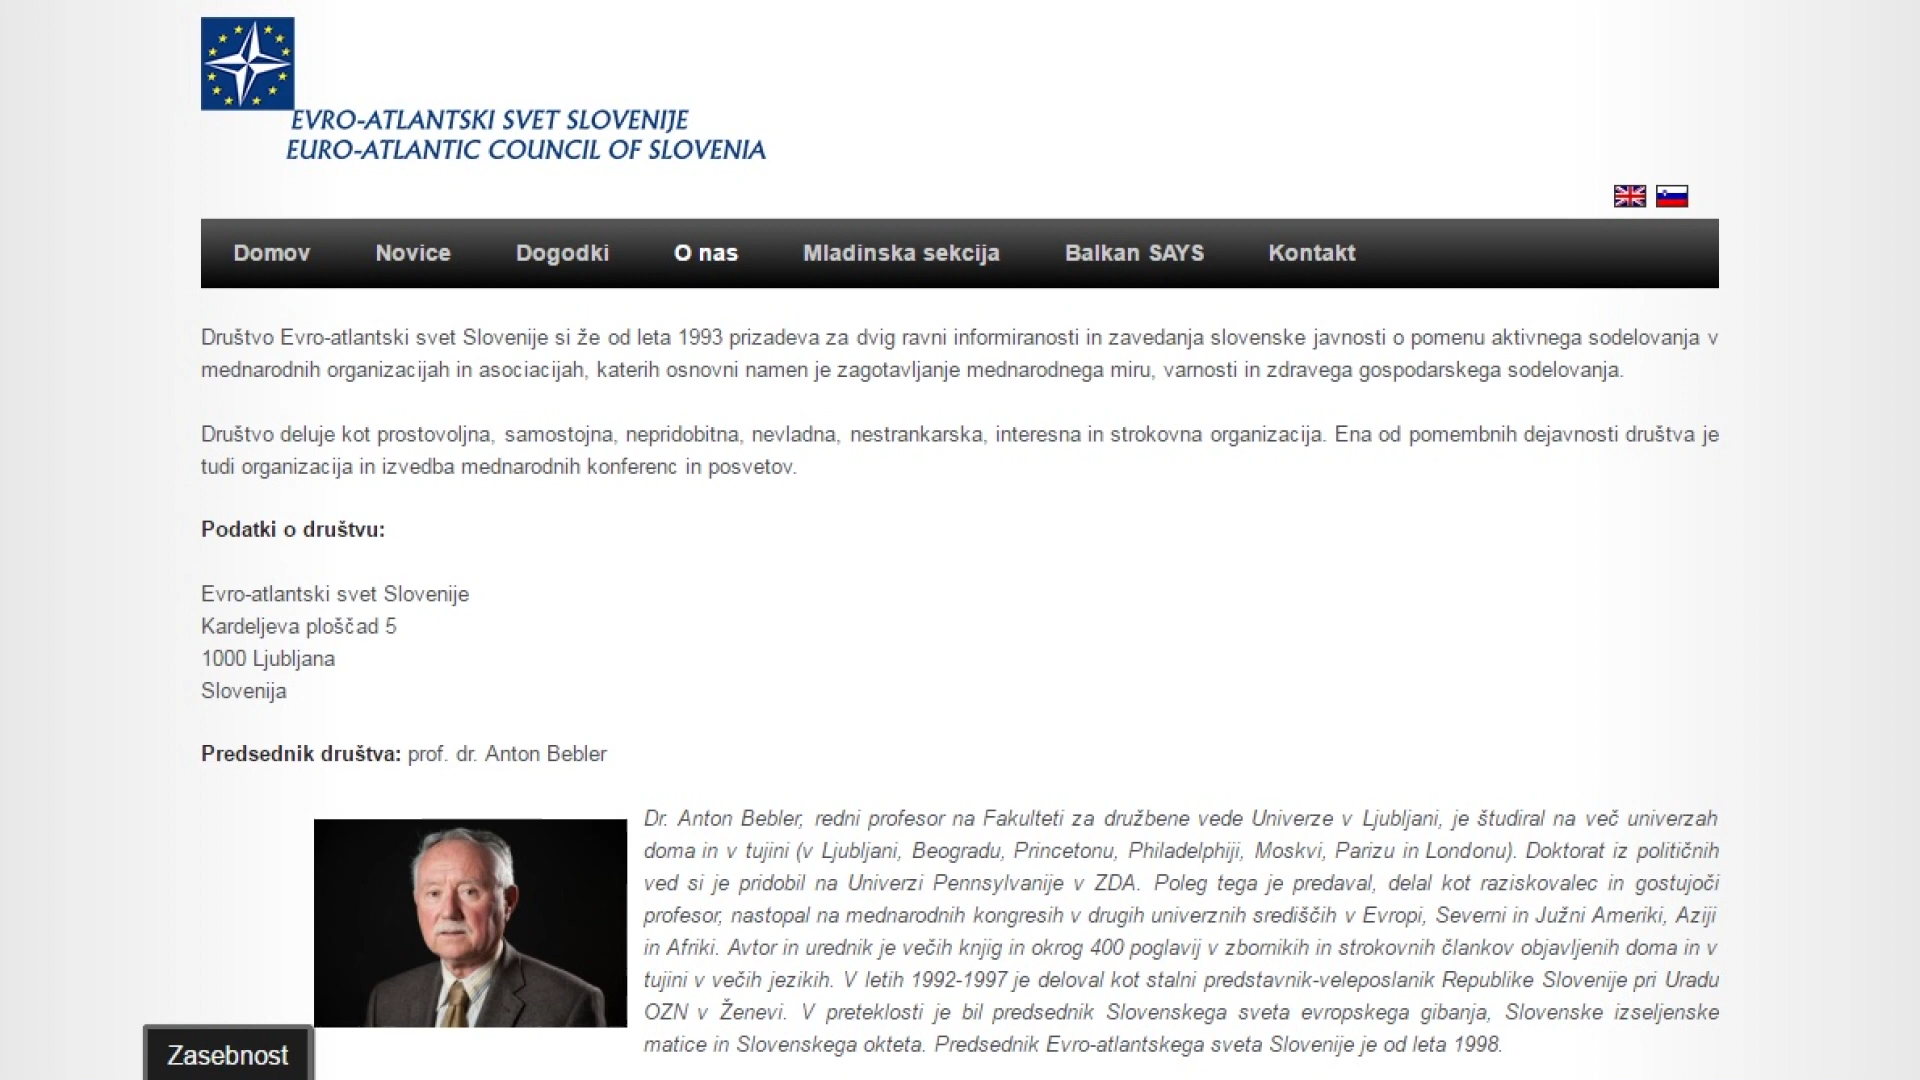 EVRO-ATLANTSKI SVET SLOVENIJE
EURO-ATLANTIC COUNCIL OF SLOVENIA
Domov Novice Dogodki O nas Mladinska sekcija Balkan SAYS Kontakt
Društvo Evro-atlantski svet Slovenije si že od leta 1993 prizadeva za dvig ravni informiranosti in zavedanja slovenske javnosti o pomenu aktivnega sodelovanja v
mednarodnih organizacijah in asociacijah, katerih osnovni namen je zagotavljanje mednarodnega miru, varnosti in zdravega gospodarskega sodelovanja.
Društvo deluje kot prostovoljna, samostojna, nepridobitna, nevladna, nestrankarska, interesna in strokovna organizacija. Ena od pomembnih dejavnosti društva je
tudi organizacija in izvedba mednarodnih konferenc in posvetov.
Podatki o društvu:
Evro-atlantski svet Slovenije
Kardeljeva ploščad 5
1000 Ljubljana
Slovenija
Predsednik društva: prof. dr. Anton Bebler
Dr. Anton Bebler, redni profesor na Fakulteti za družbene vede Univerze v Ljubljani, je študiral na več univerzah
doma in v tujini (v Ljubljani, Beogradu, Princetonu, Philadelphiji, Moskvi, Parizu in Londonu). Doktorat iz političnih
ved si je pridobil na Univerzi Pennsylvanije v ZDA. Poleg tega je predaval, delal kot raziskovalec in gostujoči
profesor, nastopal na mednarodnih kongresih v drugih univerznih središčih v Evropi, Severni in Južni Ameriki, Aziji
in Afriki. Avtor in urednik je večih knjig in okrog 400 poglavij v zbornikih in strokovnih člankov objavljenih doma in v
tujini v večih jezikih. V letih 1992-1997 je deloval kot stalni predstavnik-veleposlanik Republike Slovenije pri Uradu
OZN v Ženevi. V preteklosti je bil predsednik Slovenskega sveta evropskega gibanja, Slovenske izseljenske
matice in Slovenskega okteta. Predsednik Evro-atlantskega sveta Slovenije je od leta 1998.
Zasebnost